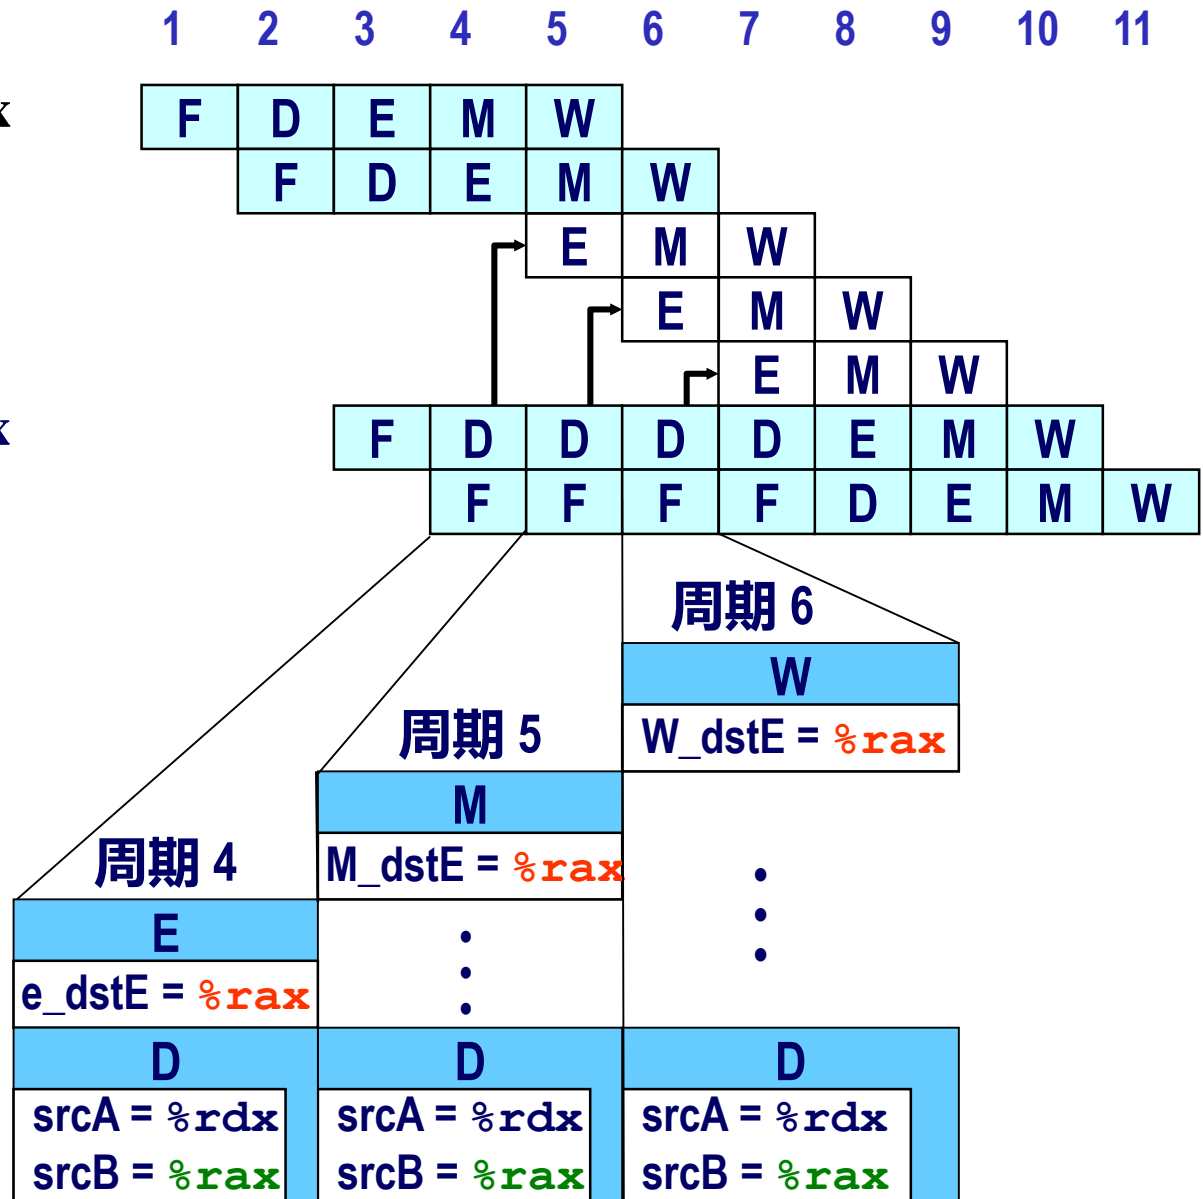 1 2 3 4 5 6 7 8 9 10 11
x F D E M W
F D E M W
E M W
E M W
E M W
x F D D D D E M W
F F F F D E M W
周期 6
W
W_dstE = %rax
周期 5
M
M_dstE = %rax
周期 4
E
e_dstE = %rax
D D D
srcA = %rdx srcA = %rdx srcA = %rdx
srcB = %rax srcB = %rax srcB = %rax